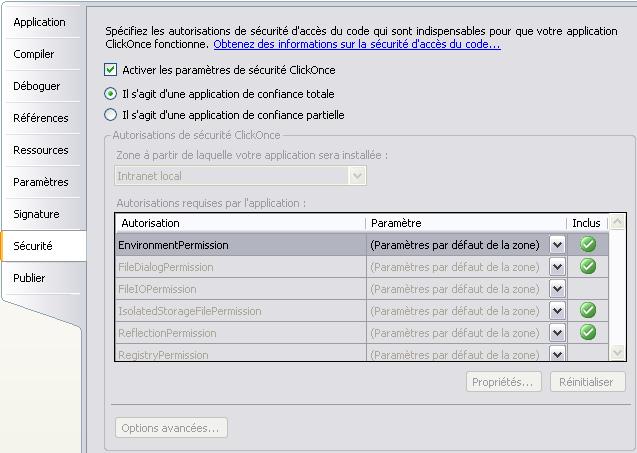 Application
Compiler
Déboguer
Références
Ressources
Paramètres
Signature
Sécurité
Publier
Spécifiez les autorisations de sécurité d'accès du code qui sont indispensables pour que votre application
ClickOnce fonctionne. Obtenez des informations sur la sécurité d'accès du code...
Activer les paramètres de sécurité ClickOnce
Il s'agit d'une application de confiance totale
Il s'agit d'une application de confiance partielle
Autorisations de sécurité ClickOnce
Zone à partir de laquelle votre application sera installée :
Intranet local
Autorisations requises par l'application :
Autorisation Paramètre Inclus
EnvironmentPermission (Paramètres par défaut de la zone)
FileDialogPermission (Paramètres par défaut de la zone)
FileIOPermission (Paramètres par défaut de la zone)
IsolatedStorageFilePermission (Paramètres par défaut de la zone)
ReflectionPermission (Paramètres par défaut de la zone)
RegistryPermission (Paramètres par défaut de la zone)
Propriétés... Réinitialiser
Options avancées...